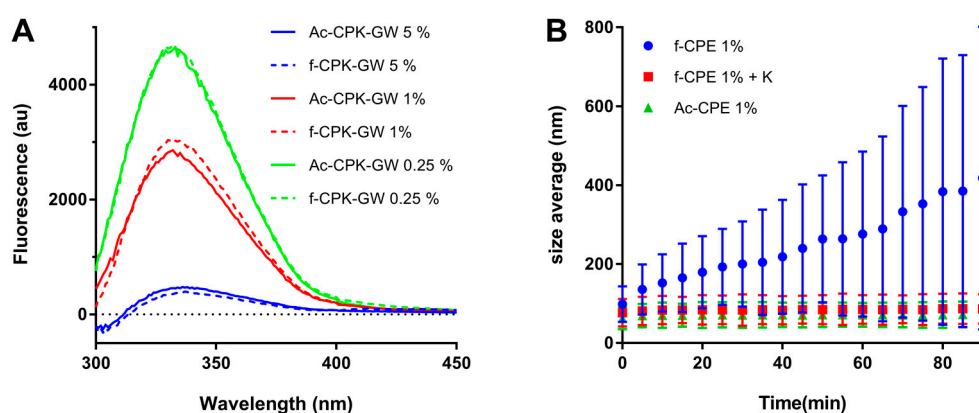 A
Fluorescence (au)
4000
2000
0
300
350
400
450
Wavelength (nm)
Ac-CPK-GW 5 %
f-CPK-GW 5 %
Ac-CPK-GW 1%
f-CPK-GW 1%
Ac-CPK-GW 0.25 %
f-CPK-GW 0.25 %
B
size average (nm)
800
600
400
200
0
0
20
40
60
80
Time(min)
f-CPE 1%
f-CPE 1% + K
Ac-CPE 1%